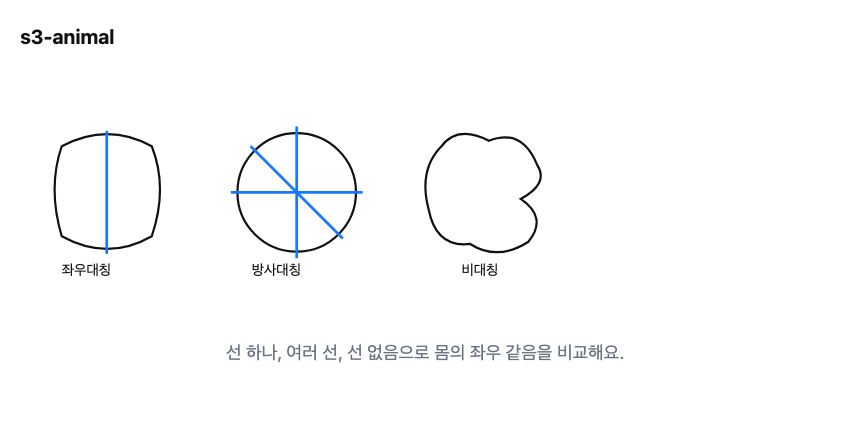 s3-animal
좌우대칭
방사대칭
비대칭
선 하나, 여러 선, 선 없음으로 몸의 좌우 같음을 비교해요.